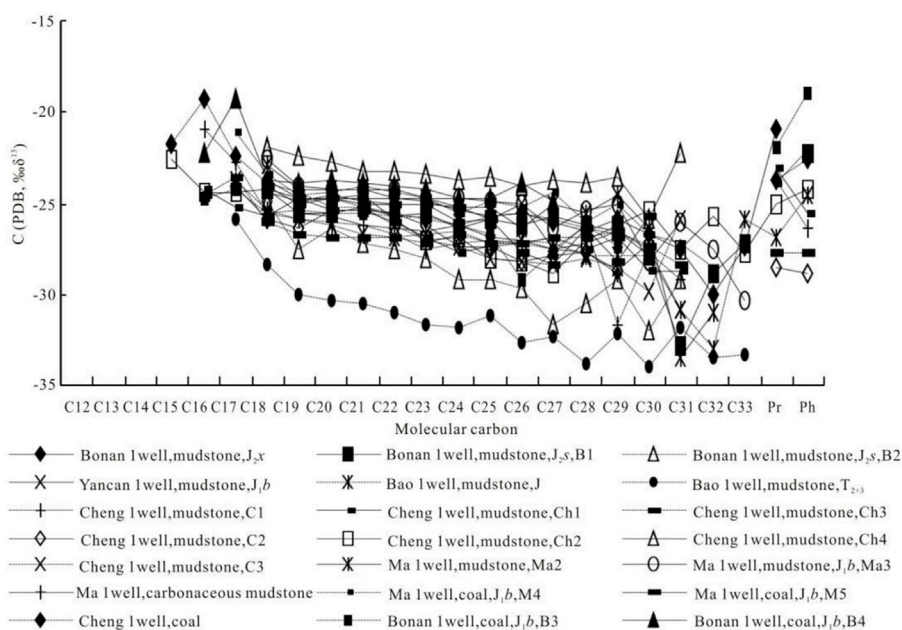 -15
-20
-25
-30
-35
C (PDB, ‰δ¹³)
C12 C13 C14 C15 C16 C17 C18 C19 C20 C21 C22 C23 C24 C25 C26 C27 C28 C29 C30 C31 C32 C33 Pr Ph
Molecular carbon
Bonan 1well,mudstone,J₂x Bonan 1well,mudstone,J₂s,B1 Bonan 1well,mudstone,J₂s,B2
Yancan 1well,mudstone,J₁b Bao 1well,mudstone,J Bao 1well,mudstone,T₂₊₃
Cheng 1well,mudstone,C1 Cheng 1well,mudstone,Ch1 Cheng 1well,mudstone,Ch3
Cheng 1well,mudstone,C2 Cheng 1well,mudstone,Ch2 Cheng 1well,mudstone,Ch4
Cheng 1well,mudstone,C3 Ma 1well,mudstone,Ma2 Ma 1well,mudstone,J₁b,Ma3
Ma 1well,carbonaceous mudstone Ma 1well,coal,J₁b,M4 Ma 1well,coal,J₁b,M5
Cheng 1well,coal Bonan 1well,coal,J₁b,B3 Bonan 1well,coal,J₁b,B4